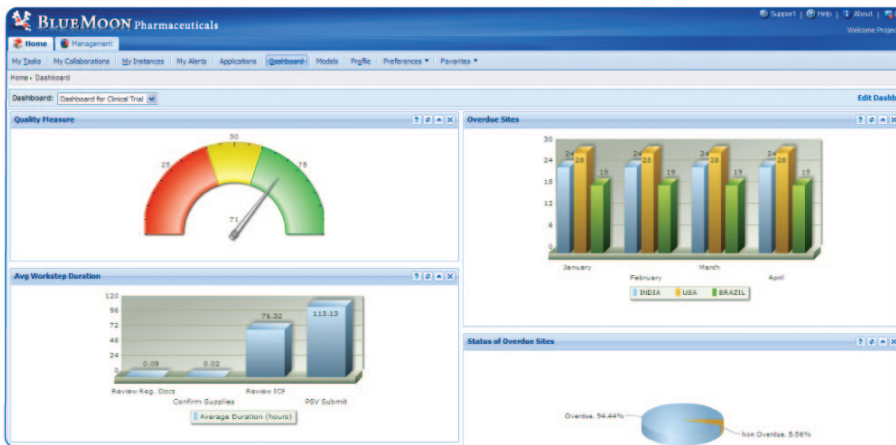 Support | Help | About |
BLUEMOON Pharmaceuticals
Welcome Projec
Home Management
My Tasks My Collaborations My Instances My Alerts Applications Dashboard Models Profile Preferences Favorites
Home › Dashboard
Dashboard: Dashboard for Clinical Trial
Edit Dashb
Quality Measure
25
50
75
71
Overdue Sites
30
24
18
12
6
0
24 28 19 24 28 19 24 28 19 24 28 19
January February March April
INDIA USA BRAZIL
Avg Workstep Duration
120
96
72
48
24
0
0.09 0.02 76.32 113.13
Review Reg. Docs Confirm Supplies Review ICF PSV Submit
Average Duration (hours)
Status of Overdue Sites
Overdue, 94.44%
Non Overdue, 5.56%